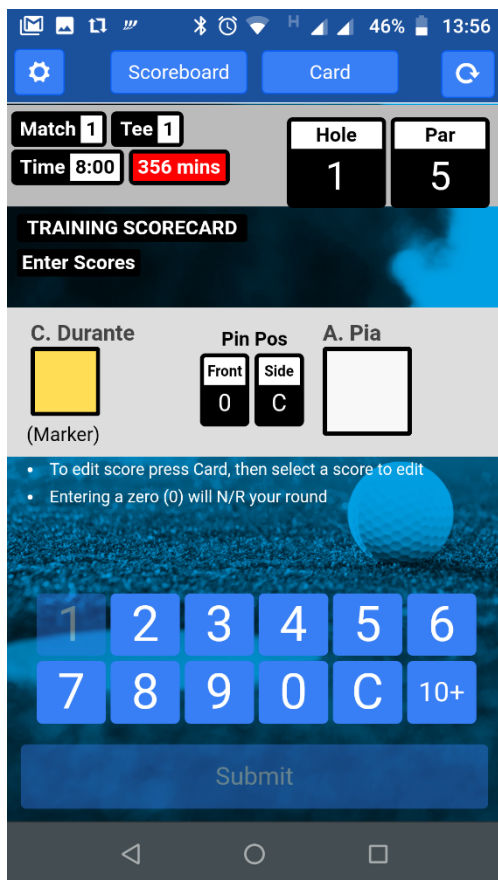 H 46% 13:56
Scoreboard Card
Match 1 Tee 1
Time 8:00 356 mins
Hole Par
1 5
TRAINING SCORECARD
Enter Scores
C. Durante Pin Pos A. Pia
Front Side
0 C
(Marker)
• To edit score press Card, then select a score to edit
• Entering a zero (0) will N/R your round
1 2 3 4 5 6
7 8 9 0 C 10+
Submit